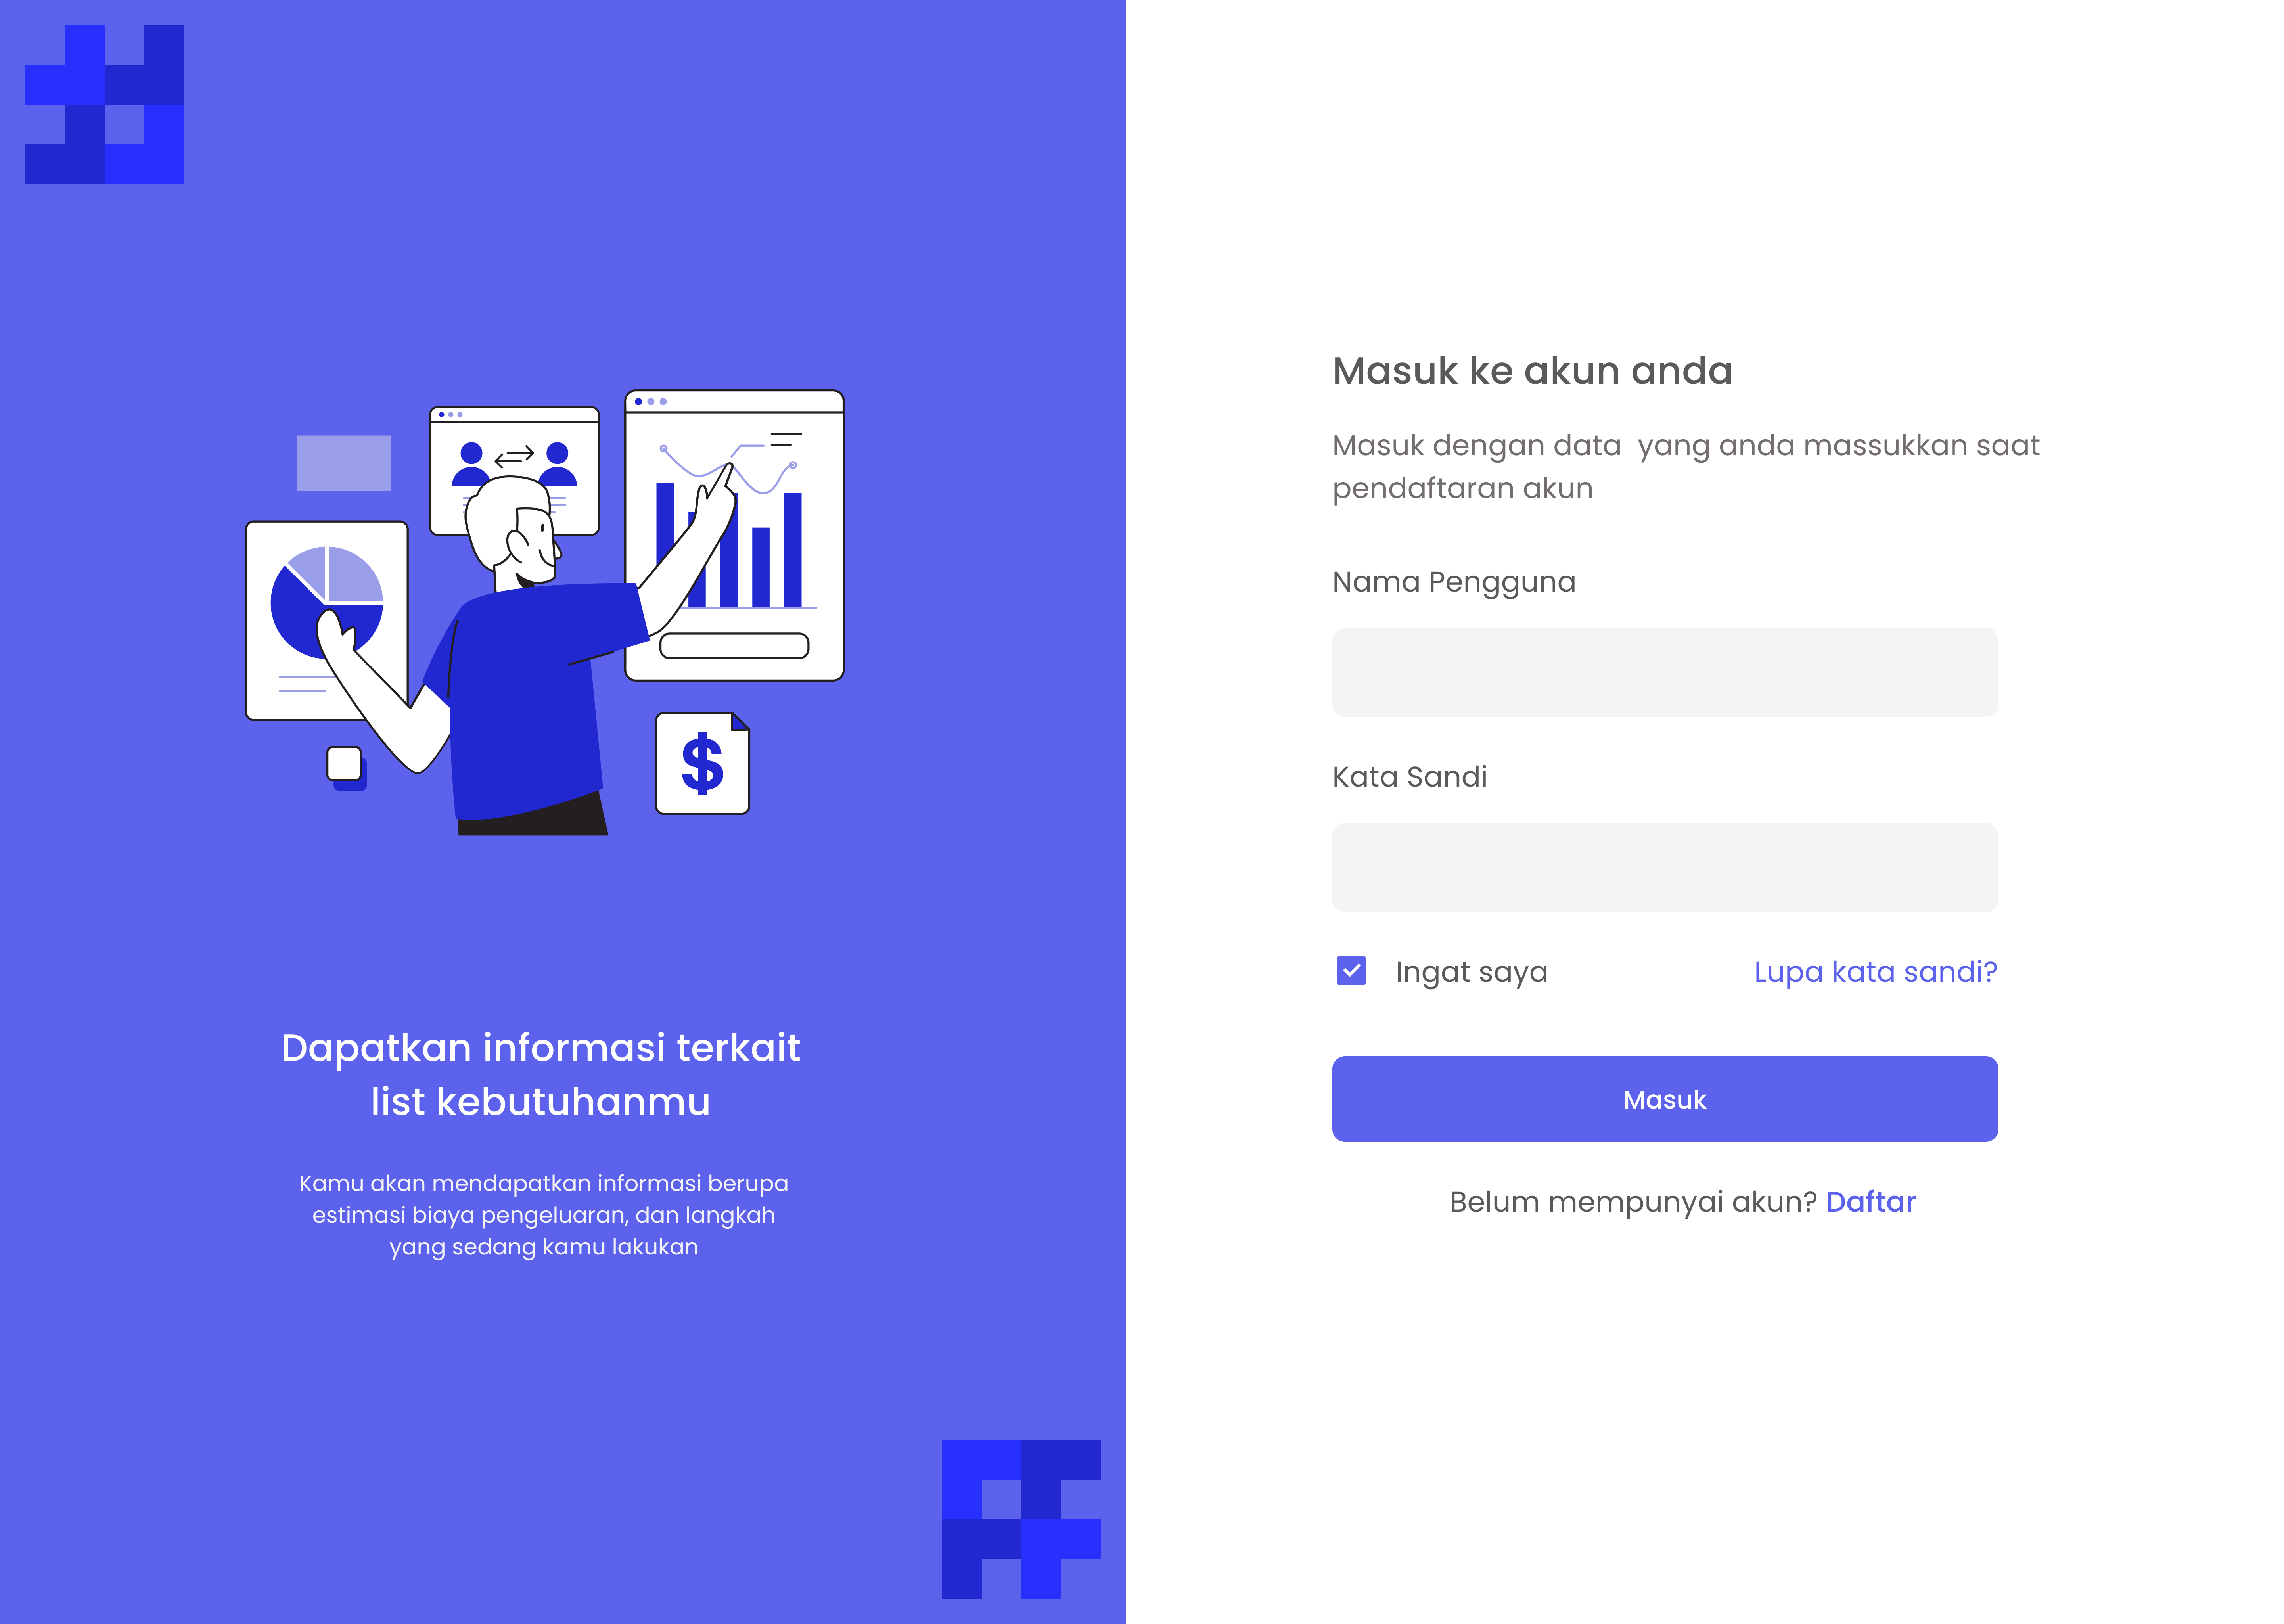 Dapatkan informasi terkait
list kebutuhanmu
Kamu akan mendapatkan informasi berupa
estimasi biaya pengeluaran, dan langkah
yang sedang kamu lakukan
$
Masuk ke akun anda
Masuk dengan data  yang anda massukkan saat
pendaftaran akun
Nama Pengguna
Kata Sandi
Ingat saya
Lupa kata sandi?
Masuk
Belum mempunyai akun? Daftar